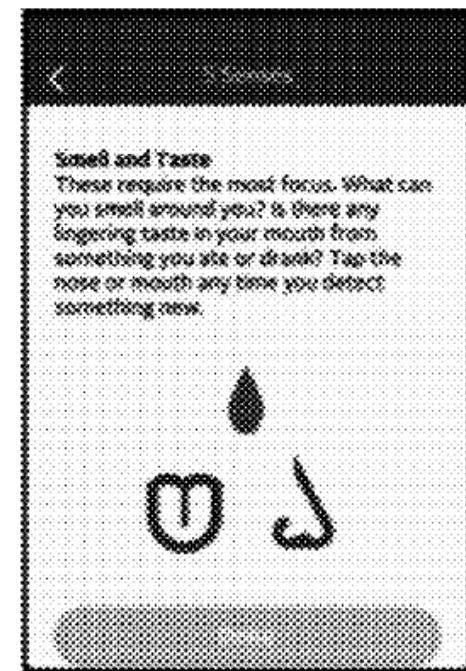 5 Senses
Smell and Taste
These require the most focus. What can
you smell around you? Is there any
lingering taste in your mouth from
something you ate or drank? Tap the
nose or mouth any time you detect
something new.